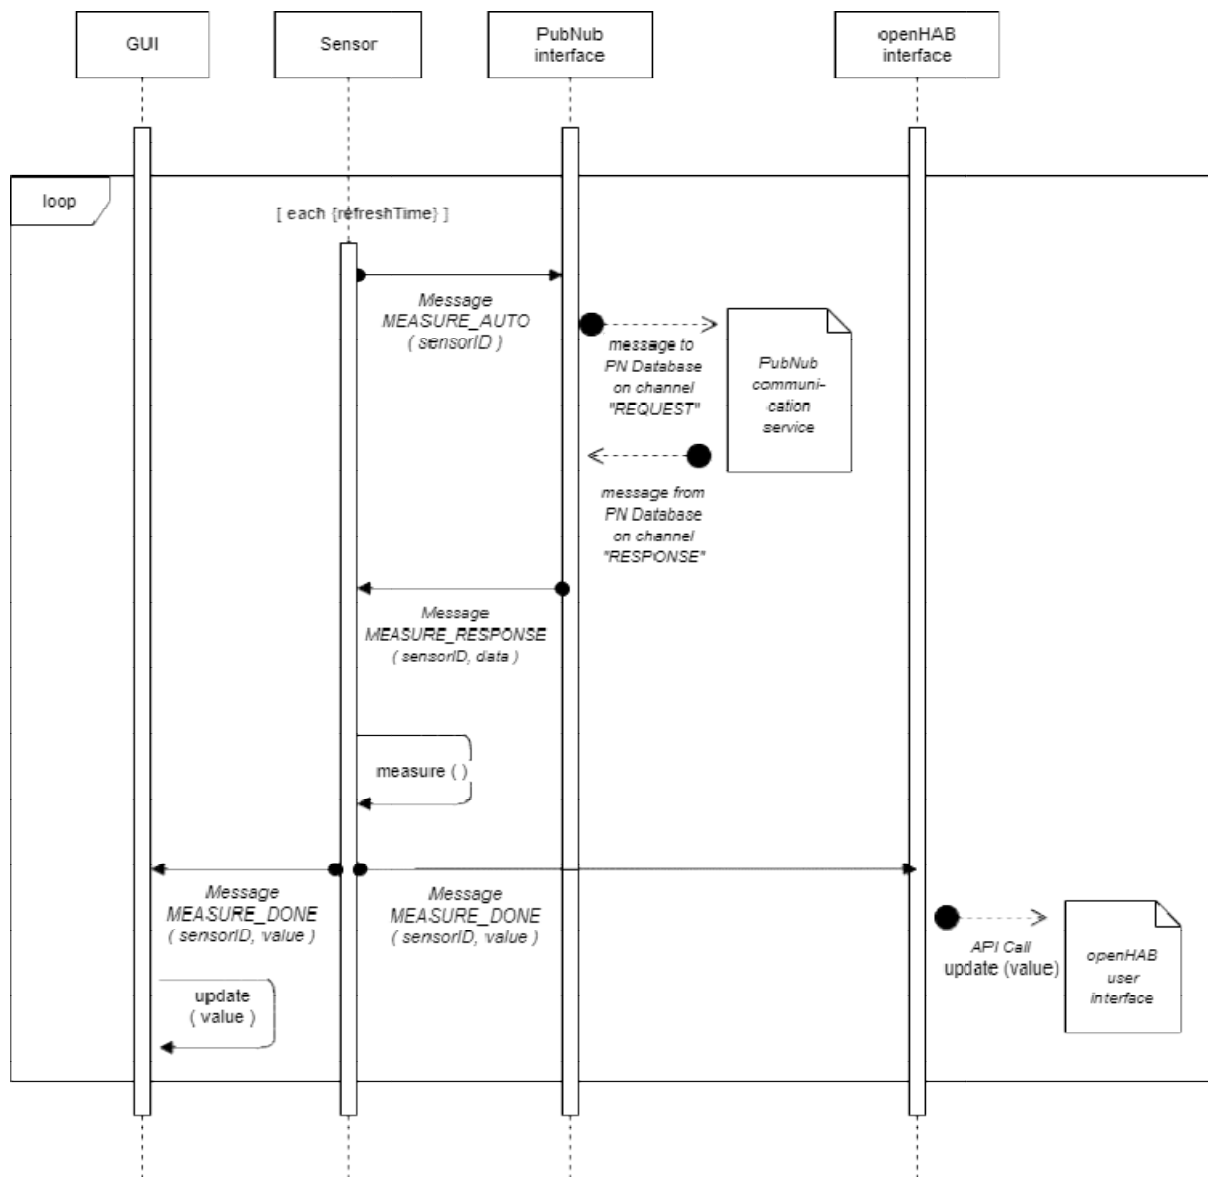 GUI
Sensor
PubNub
interface
openHAB
interface
loop
[ each {refreshTime} ]
Message
MEASURE_AUTO
( sensorID )
message to
PN Database
on channel
"REQUEST"
PubNub
communi-
cation
service
message from
PN Database
on channel
"RESPONSE"
Message
MEASURE_RESPONSE
( sensorID, data )
measure ( )
Message
MEASURE_DONE
( sensorID, value )
Message
MEASURE_DONE
( sensorID, value )
API Call
update (value)
openHAB
user
interface
update
( value )